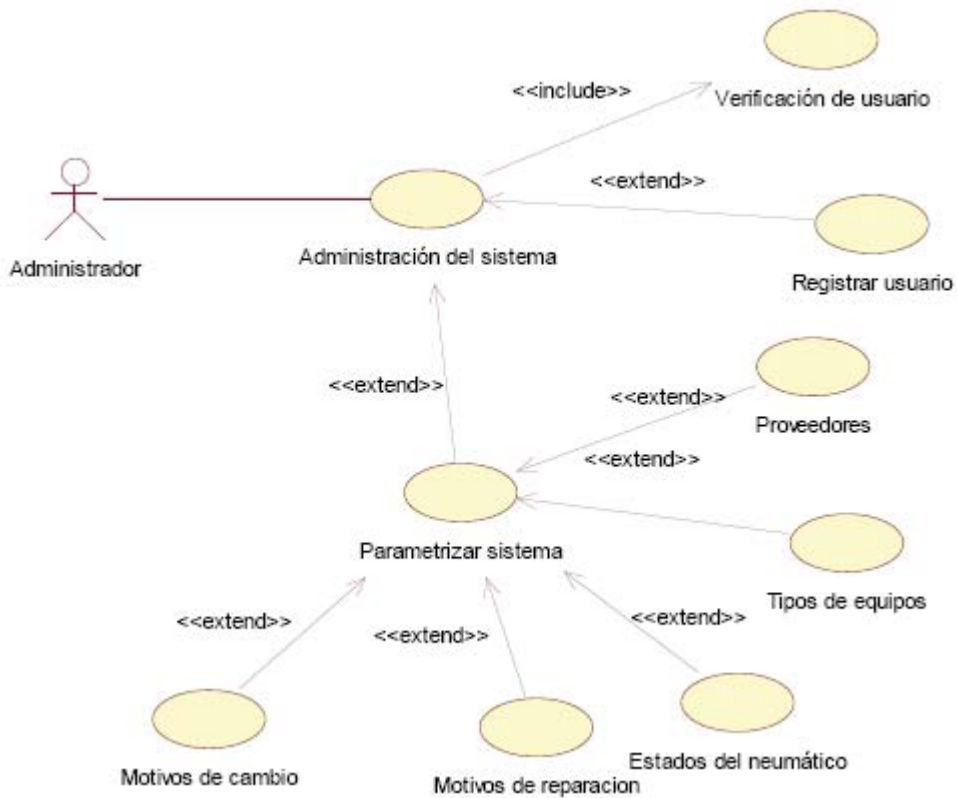 <<include>>
Verificación de usuario
<<extend>>
Administrador
Administración del sistema
Registrar usuario
<<extend>>
<<extend>>
Proveedores
<<extend>>
Parametrizar sistema
Tipos de equipos
<<extend>>
<<extend>>
<<extend>>
Motivos de cambio
Motivos de reparacion
Estados del neumático